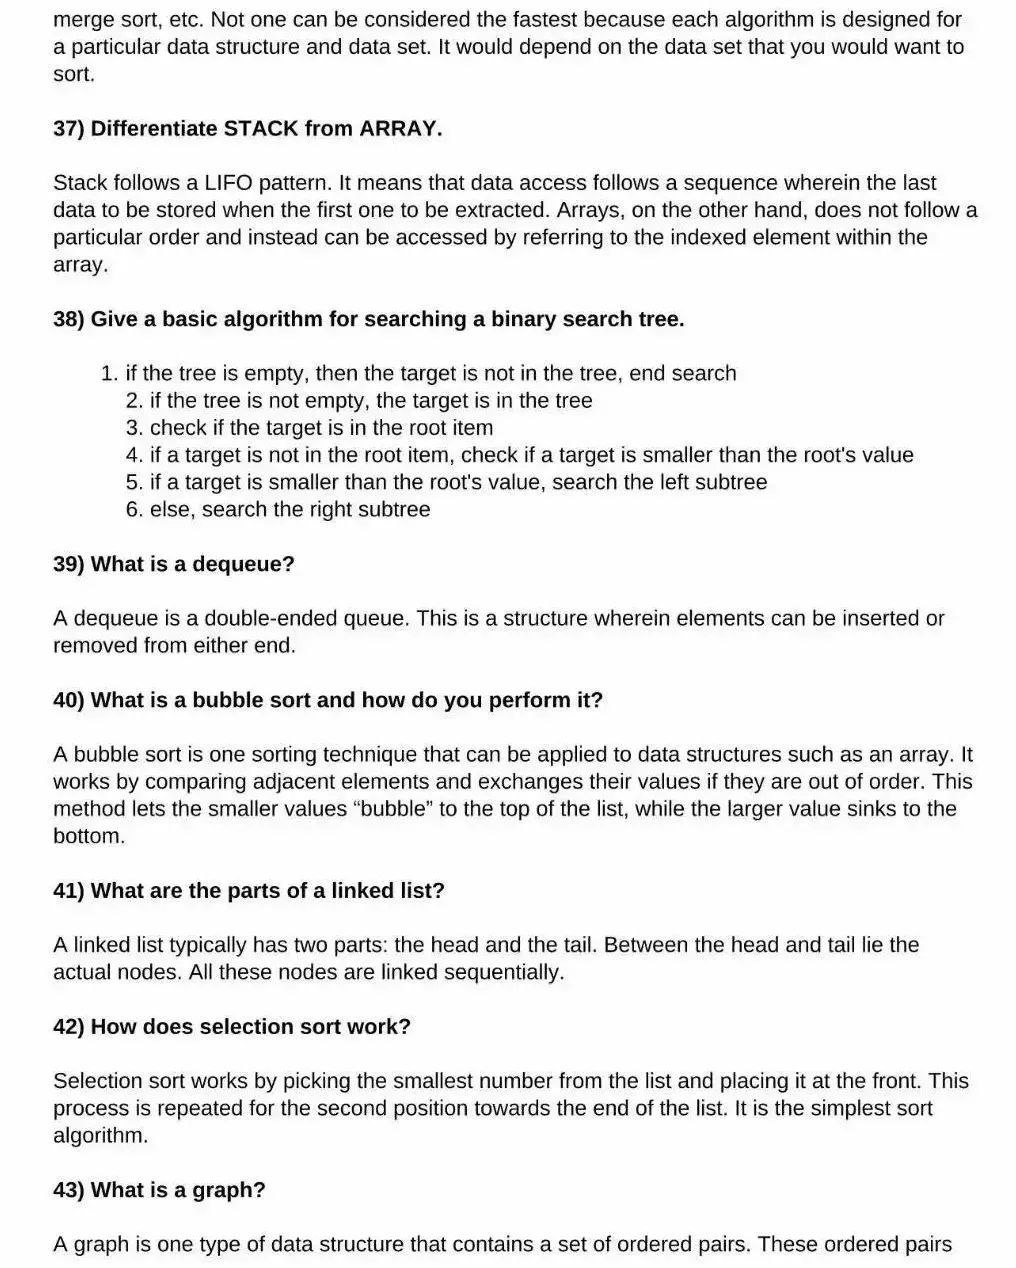 merge sort, etc. Not one can be considered the fastest because each algorithm is designed for
a particular data structure and data set. It would depend on the data set that you would want to
sort.
37) Differentiate STACK from ARRAY.
Stack follows a LIFO pattern. It means that data access follows a sequence wherein the last
data to be stored when the first one to be extracted. Arrays, on the other hand, does not follow a
particular order and instead can be accessed by referring to the indexed element within the
array.
38) Give a basic algorithm for searching a binary search tree.
1. if the tree is empty, then the target is not in the tree, end search
2. if the tree is not empty, the target is in the tree
3. check if the target is in the root item
4. if a target is not in the root item, check if a target is smaller than the root's value
5. if a target is smaller than the root's value, search the left subtree
6. else, search the right subtree
39) What is a dequeue?
A dequeue is a double-ended queue. This is a structure wherein elements can be inserted or
removed from either end.
40) What is a bubble sort and how do you perform it?
A bubble sort is one sorting technique that can be applied to data structures such as an array. It
works by comparing adjacent elements and exchanges their values if they are out of order. This
method lets the smaller values “bubble” to the top of the list, while the larger value sinks to the
bottom.
41) What are the parts of a linked list?
A linked list typically has two parts: the head and the tail. Between the head and tail lie the
actual nodes. All these nodes are linked sequentially.
42) How does selection sort work?
Selection sort works by picking the smallest number from the list and placing it at the front. This
process is repeated for the second position towards the end of the list. It is the simplest sort
algorithm.
43) What is a graph?
A graph is one type of data structure that contains a set of ordered pairs. These ordered pairs